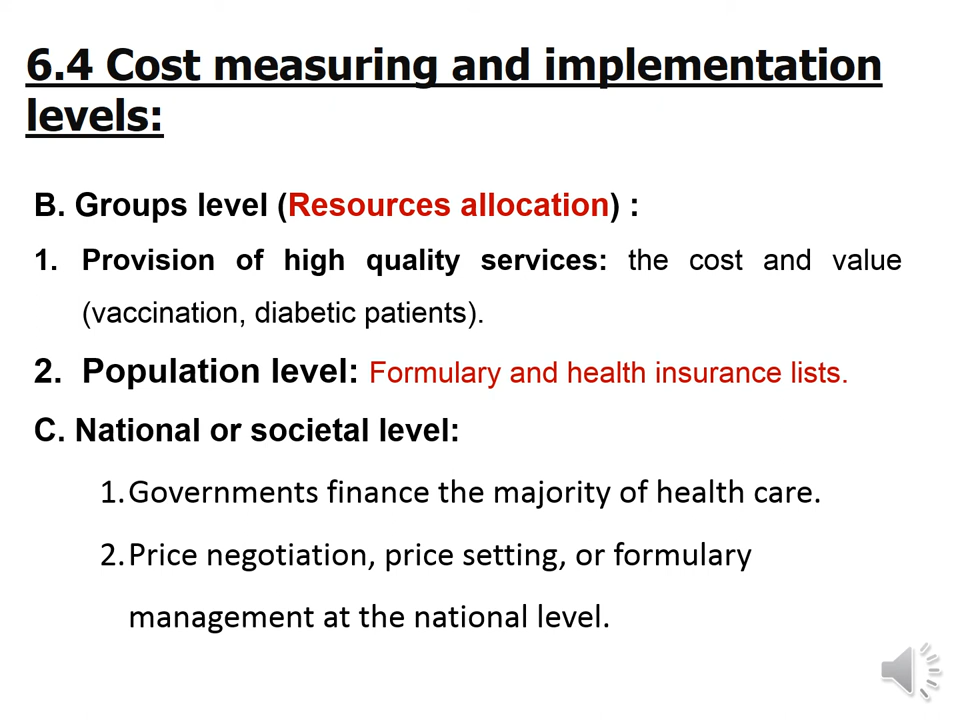 6.4 Cost measuring and implementation
levels:
B. Groups level (Resources allocation) :
1. Provision of high quality services: the cost and value
(vaccination, diabetic patients).
2. Population level: Formulary and health insurance lists.
C. National or societal level:
1. Governments finance the majority of health care.
2. Price negotiation, price setting, or formulary
management at the national level.